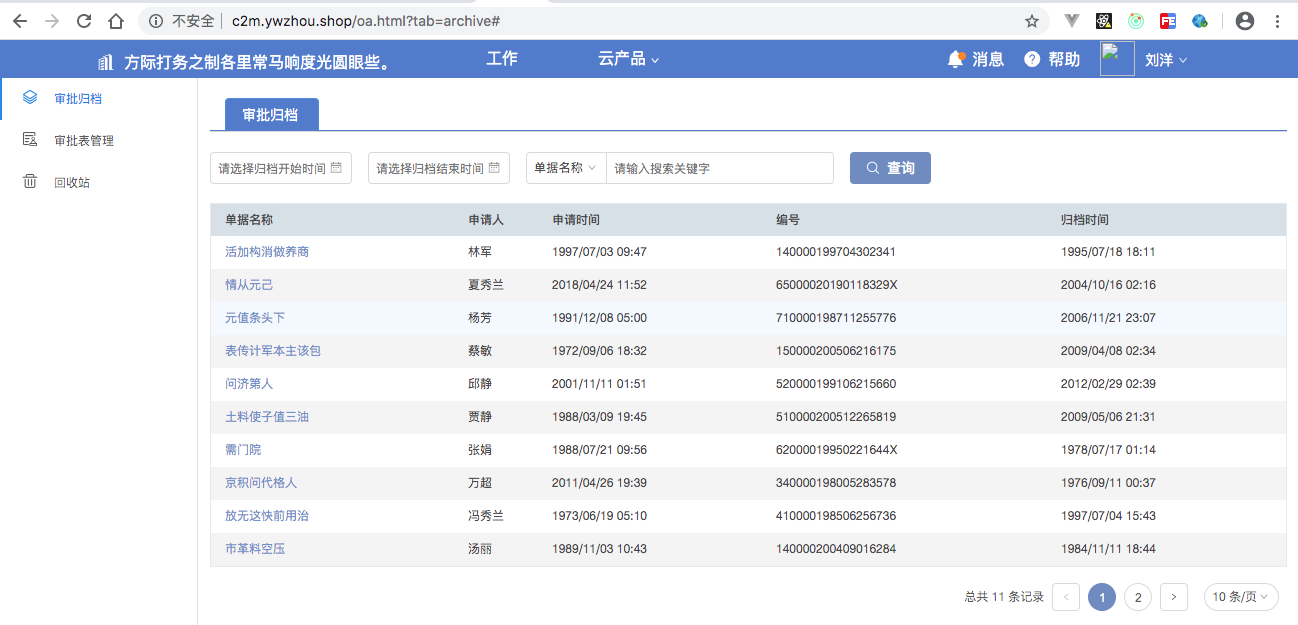 不安全 c2m.ywzhou.shop/oa.html?tab=archive#
方际打务之制各里常马响度光圆眼些。 工作 云产品 消息 帮助 刘洋
审批归档
审批表管理
回收站
审批归档
请选择归档开始时间 请选择归档结束时间 单据名称 请输入搜索关键字 查询
单据名称 申请人 申请时间 编号 归档时间
活加构消做养商 林军 1997/07/03 09:47 140000199704302341 1995/07/18 18:11
情从元己 夏秀兰 2018/04/24 11:52 65000020190118329X 2004/10/16 02:16
元值条头下 杨芳 1991/12/08 05:00 710000198711255776 2006/11/21 23:07
表传计军本主该包 蔡敏 1972/09/06 18:32 150000200506216175 2009/04/08 02:34
问济第人 邱静 2001/11/11 01:51 520000199106215660 2012/02/29 02:39
土料使子值三油 贾静 1988/03/09 19:45 510000200512265819 2009/05/06 21:31
需门院 张娟 1988/07/21 09:56 62000019950221644X 1978/07/17 01:14
京积问代格人 万超 2011/04/26 19:39 340000198005283578 1976/09/11 00:37
放无这快前用治 冯秀兰 1973/06/19 05:10 410000198506256736 1997/07/04 15:43
市革料空压 汤丽 1989/11/03 10:43 140000200409016284 1984/11/11 18:44
总共 11 条记录 < 1 2 > 10 条/页